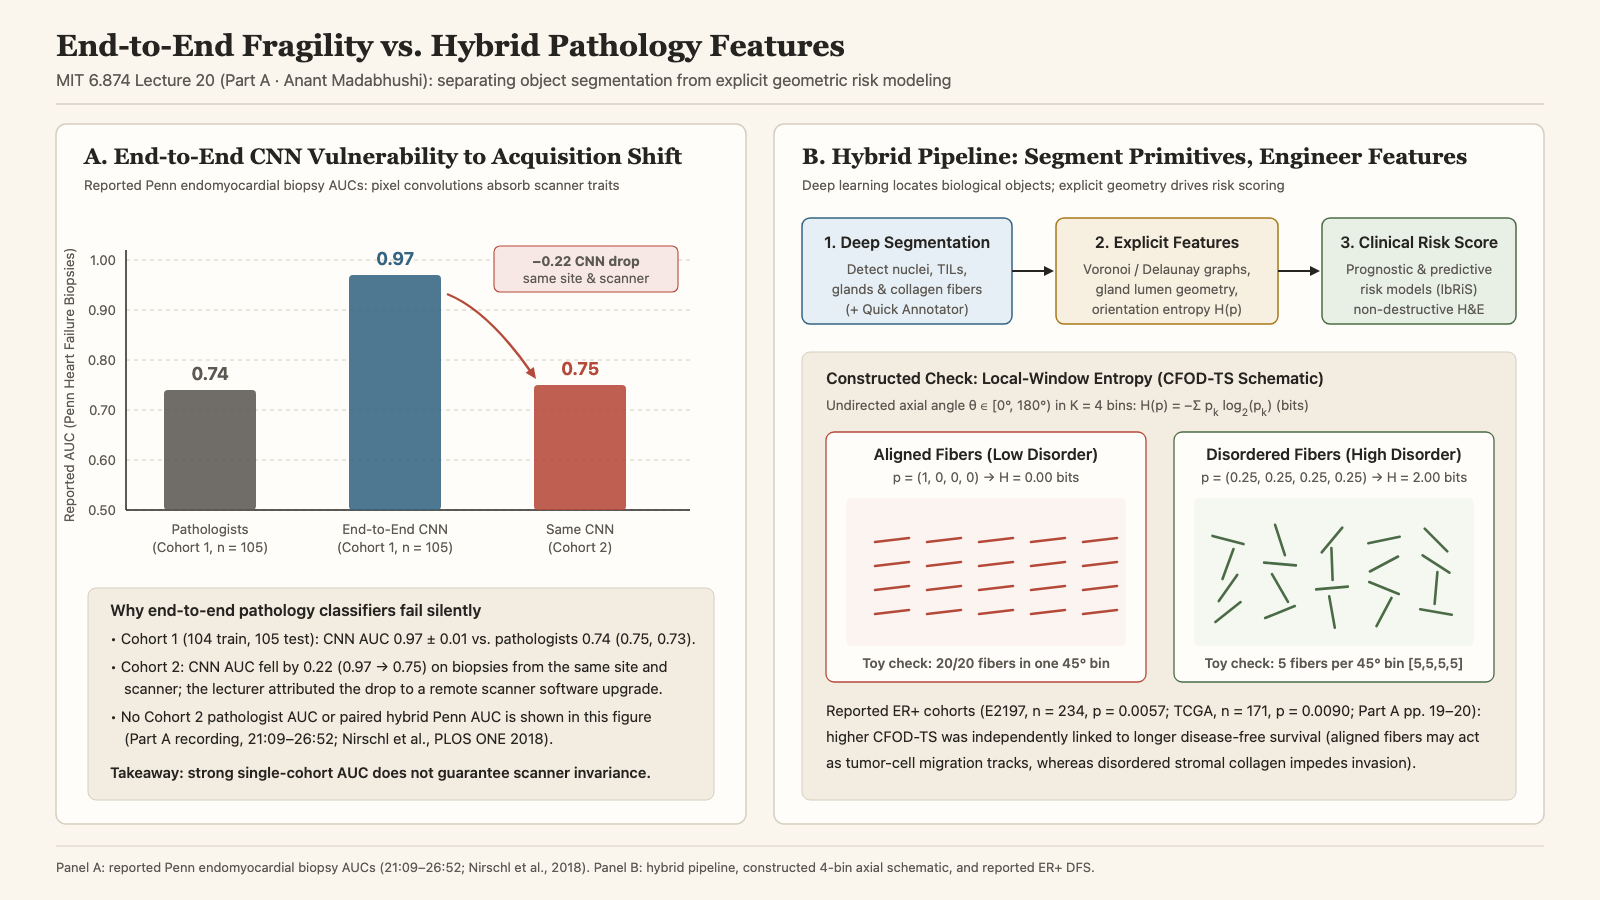 End-to-End Fragility vs. Hybrid Pathology Features
MIT 6.874 Lecture 20 (Part A · Anant Madabhushi): separating object segmentation from explicit geometric risk modeling
A. End-to-End CNN Vulnerability to Acquisition Shift
Reported Penn endomyocardial biopsy AUCs: pixel convolutions absorb scanner traits
Reported AUC (Penn Heart Failure Biopsies)
1.00
0.90
0.80
0.70
0.60
0.50
0.74
0.97
0.75
−0.22 CNN drop
same site & scanner
Pathologists
(Cohort 1, n = 105)
End-to-End CNN
(Cohort 1, n = 105)
Same CNN
(Cohort 2)
Why end-to-end pathology classifiers fail silently
• Cohort 1 (104 train, 105 test): CNN AUC 0.97 ± 0.01 vs. pathologists 0.74 (0.75, 0.73).
• Cohort 2: CNN AUC fell by 0.22 (0.97 → 0.75) on biopsies from the same site and
scanner; the lecturer attributed the drop to a remote scanner software upgrade.
• No Cohort 2 pathologist AUC or paired hybrid Penn AUC is shown in this figure
(Part A recording, 21:09–26:52; Nirschl et al., PLOS ONE 2018).
Takeaway: strong single-cohort AUC does not guarantee scanner invariance.
B. Hybrid Pipeline: Segment Primitives, Engineer Features
Deep learning locates biological objects; explicit geometry drives risk scoring
1. Deep Segmentation
Detect nuclei, TILs,
glands & collagen fibers
(+ Quick Annotator)
2. Explicit Features
Voronoi / Delaunay graphs,
gland lumen geometry,
orientation entropy H(p)
3. Clinical Risk Score
Prognostic & predictive
risk models (IbRiS)
non-destructive H&E
Constructed Check: Local-Window Entropy (CFOD-TS Schematic)
Undirected axial angle θ ∈ [0°, 180°) in K = 4 bins: H(p) = −Σ pₖ log₂(pₖ) (bits)
Aligned Fibers (Low Disorder)
p = (1, 0, 0, 0) → H = 0.00 bits
Toy check: 20/20 fibers in one 45° bin
Disordered Fibers (High Disorder)
p = (0.25, 0.25, 0.25, 0.25) → H = 2.00 bits
Toy check: 5 fibers per 45° bin [5,5,5,5]
Reported ER+ cohorts (E2197, n = 234, p = 0.0057; TCGA, n = 171, p = 0.0090; Part A pp. 19–20):
higher CFOD-TS was independently linked to longer disease-free survival (aligned fibers may act
as tumor-cell migration tracks, whereas disordered stromal collagen impedes invasion).
Panel A: reported Penn endomyocardial biopsy AUCs (21:09–26:52; Nirschl et al., 2018). Panel B: hybrid pipeline, constructed 4-bin axial schematic, and reported ER+ DFS.